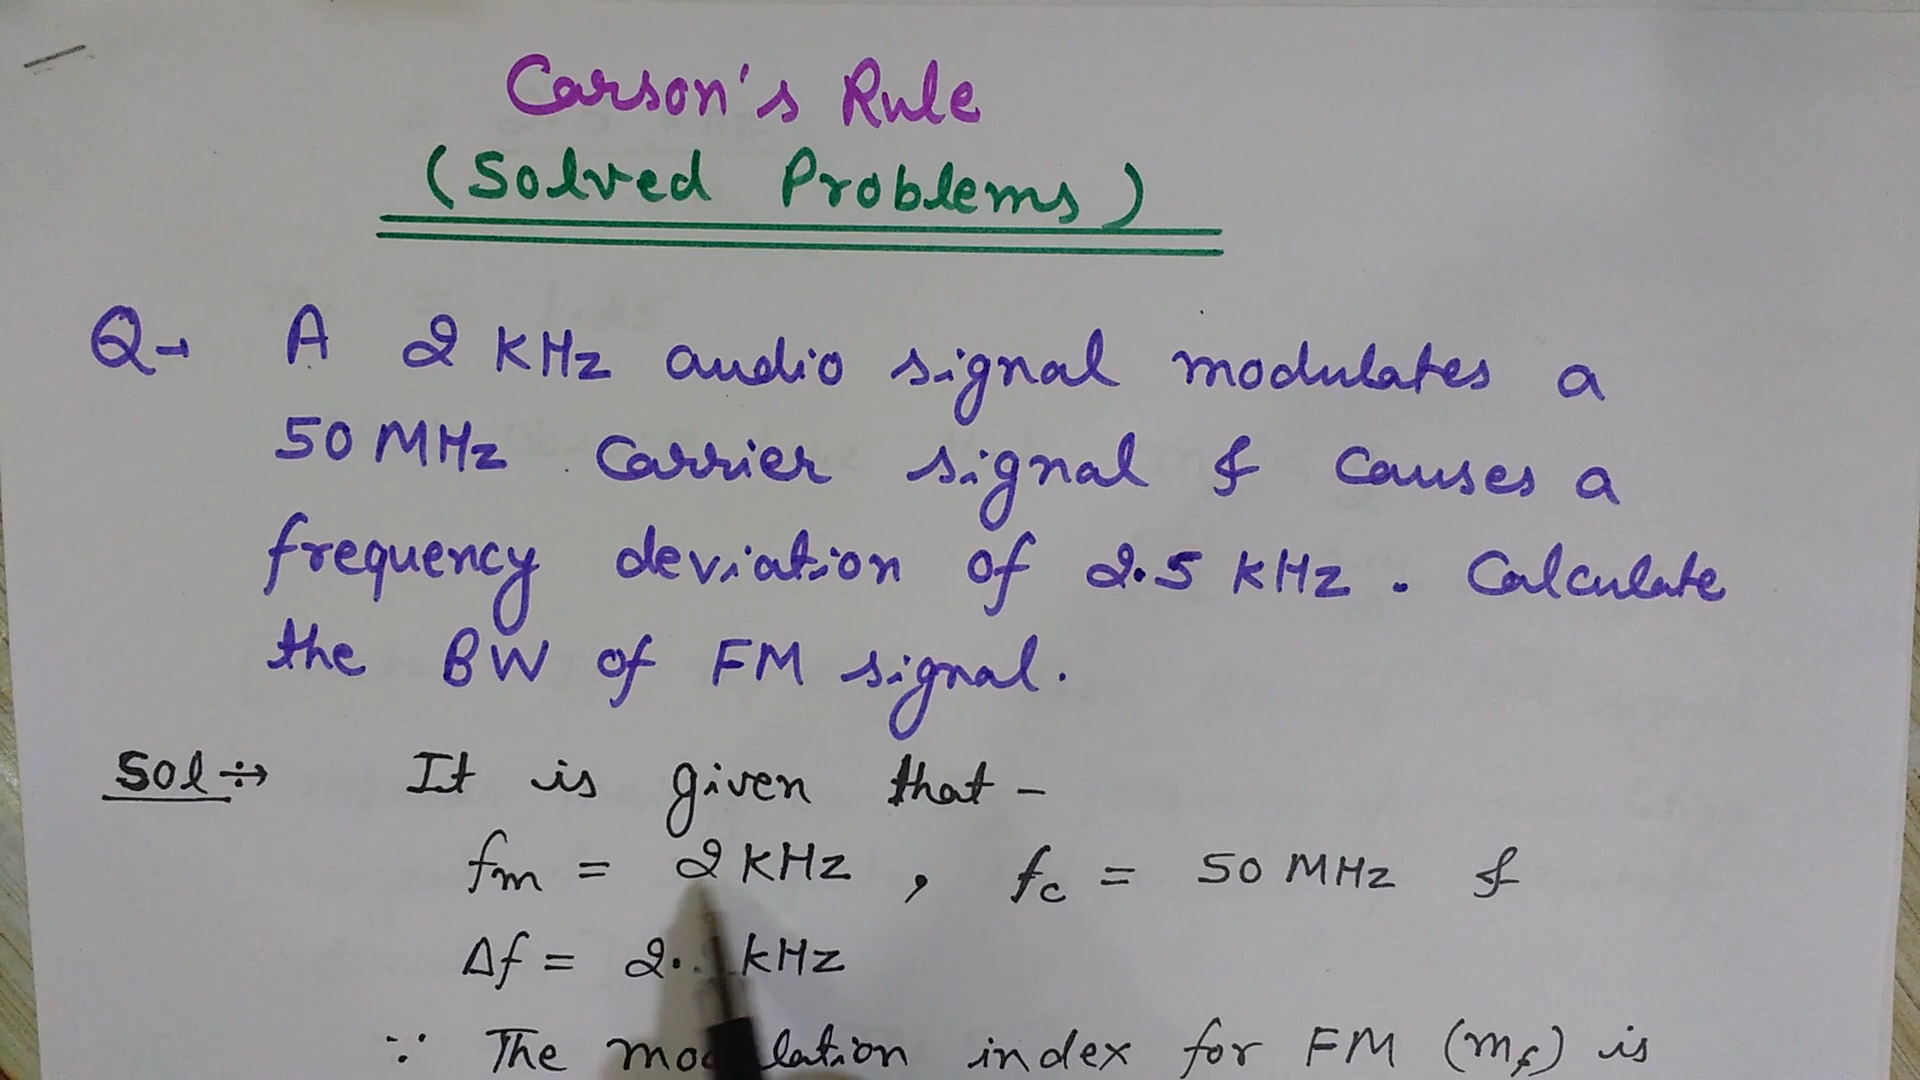 Carson's Rule
(Solved Problems)
Q→ A 2 KHz audio signal modulates a
50 MHz carrier signal & causes a
frequency deviation of 2.5 KHz. Calculate
the BW of FM signal.
Sol ÷→ It is given that -
fm = 2 KHz, fc = 50 MHz &
Δf = 2. kHz
∵ The lation index for FM (mf) is